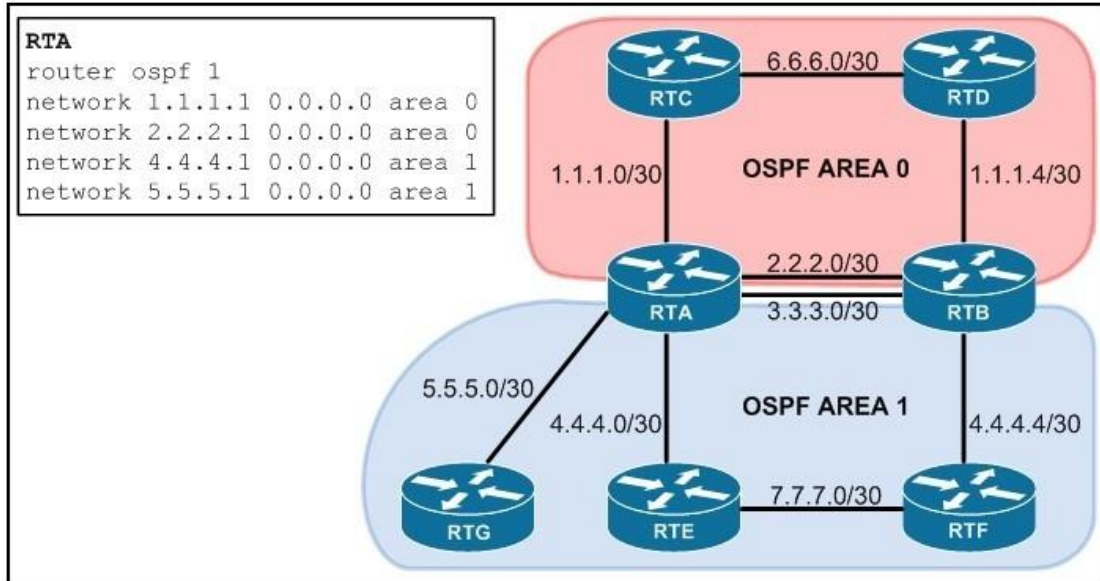 RTA
router ospf 1
network 1.1.1.1 0.0.0.0 area 0
network 2.2.2.1 0.0.0.0 area 0
network 4.4.4.1 0.0.0.0 area 1
network 5.5.5.1 0.0.0.0 area 1
RTC
6.6.6.0/30
RTD
1.1.1.0/30
OSPF AREA 0
1.1.1.4/30
RTA
2.2.2.0/30
3.3.3.0/30
RTB
5.5.5.0/30
4.4.4.0/30
OSPF AREA 1
4.4.4.4/30
RTG
RTE
7.7.7.0/30
RTF